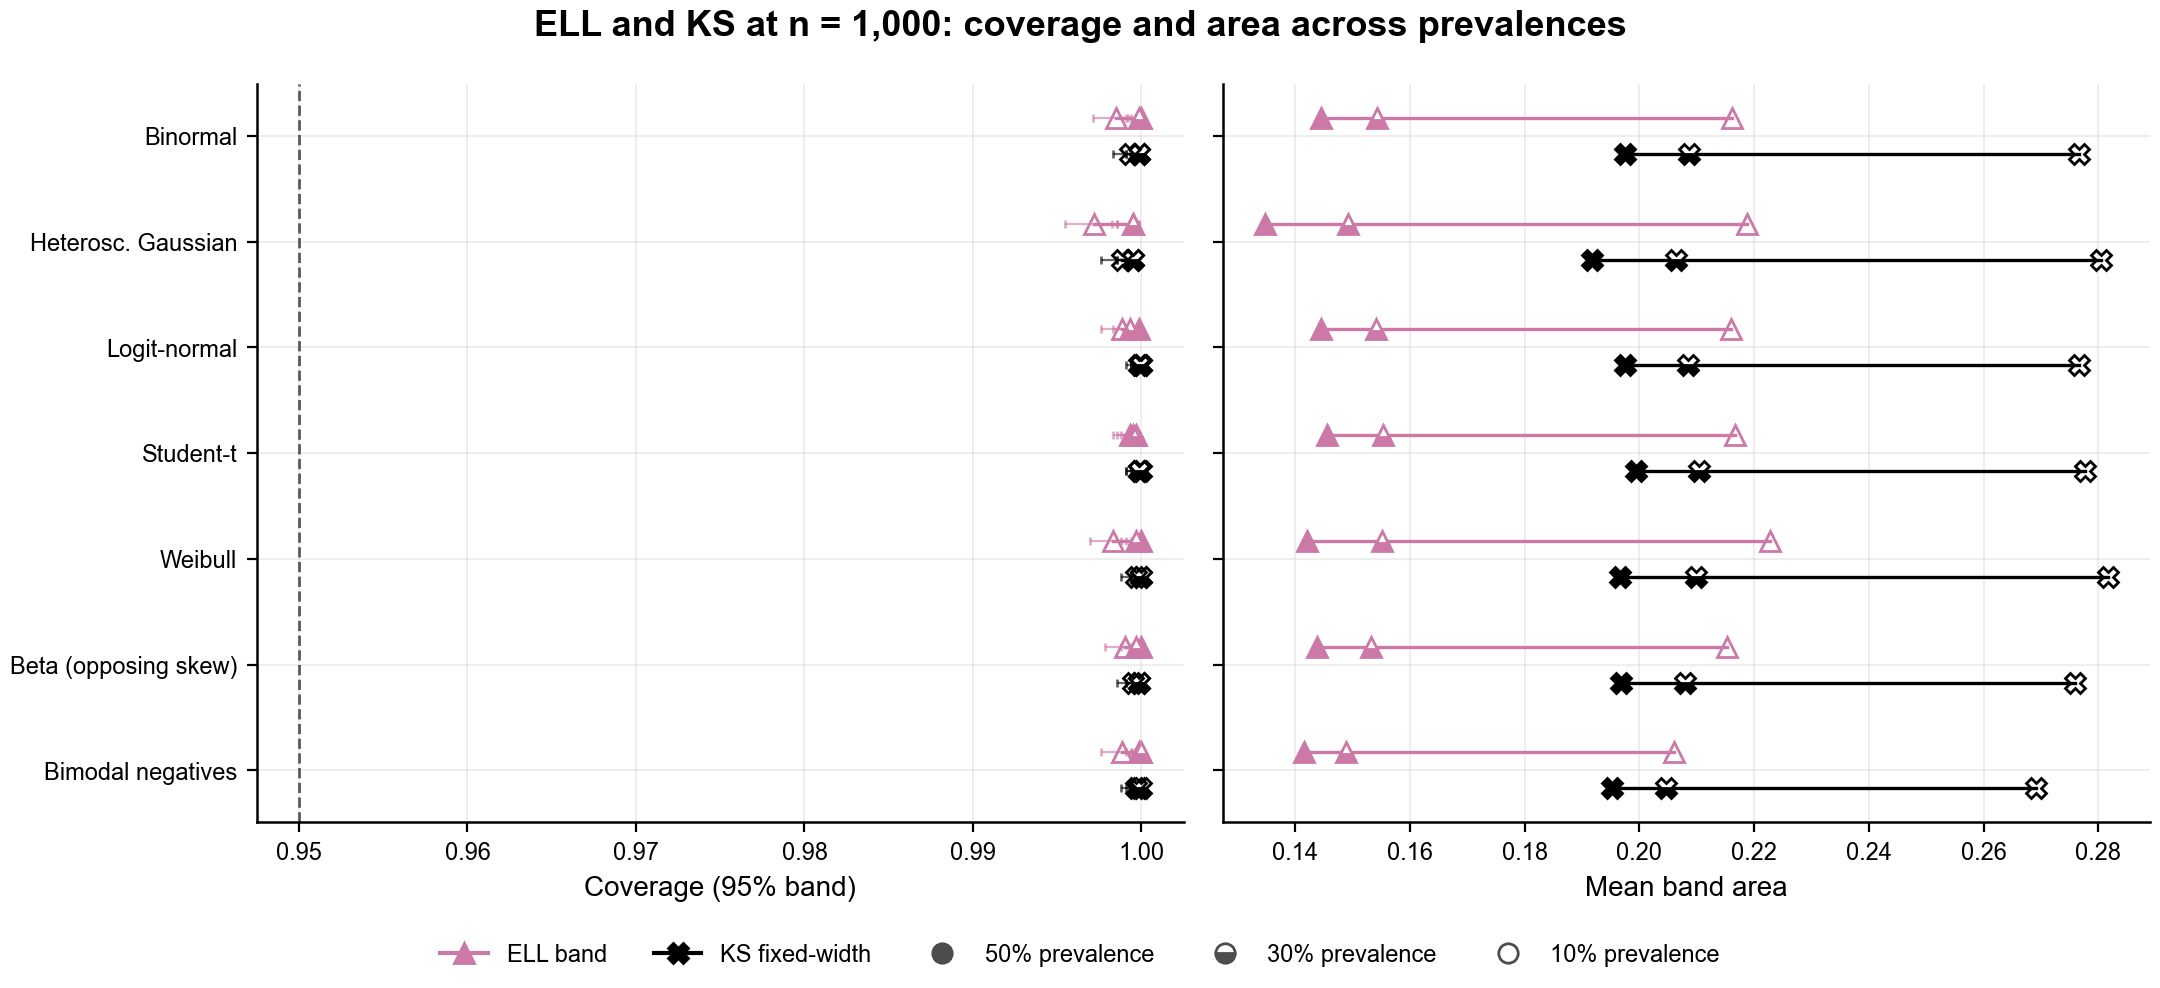 ELL and KS at n = 1,000: coverage and area across prevalences
Binormal
Heterosc. Gaussian
Logit-normal
Student-t
Weibull
Beta (opposing skew)
Bimodal negatives
0.95 0.96 0.97 0.98 0.99 1.00
Coverage (95% band)
0.14 0.16 0.18 0.20 0.22 0.24 0.26 0.28
Mean band area
ELL band KS fixed-width 50% prevalence 30% prevalence 10% prevalence